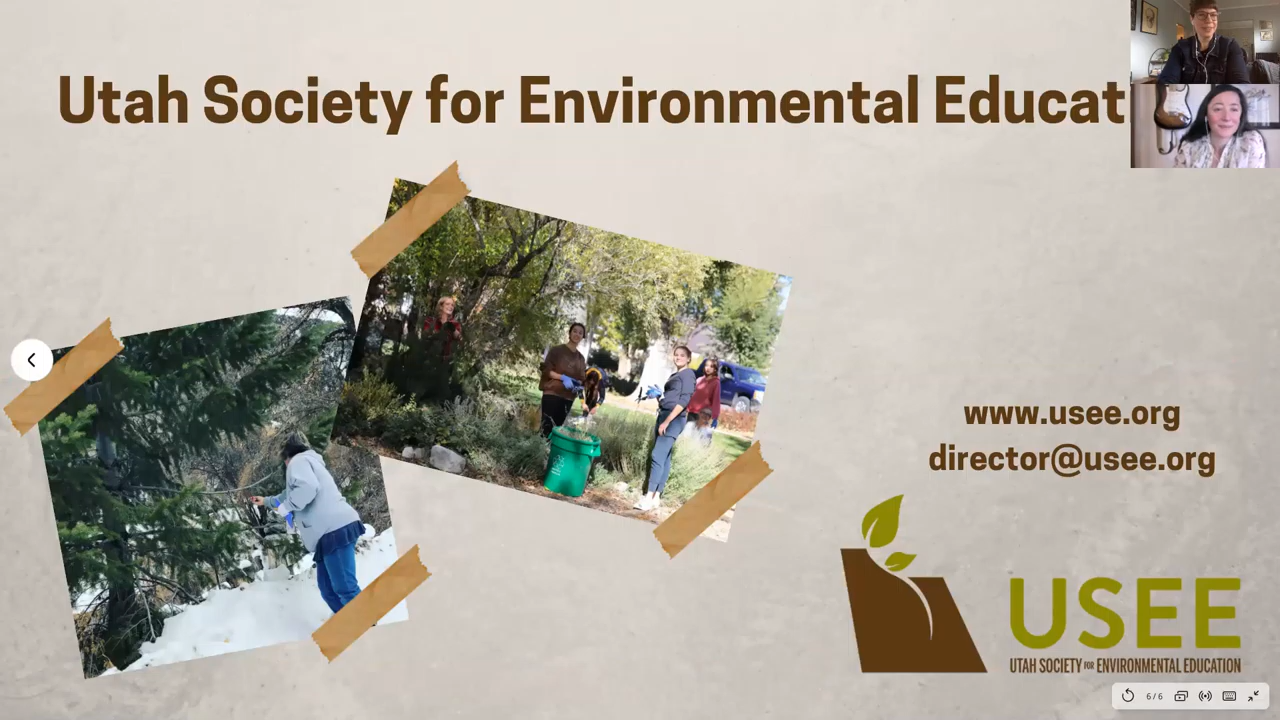 Utah Society for Environmental Educat
www.usee.org
director@usee.org
USEE
UTAH SOCIETY FOR ENVIRONMENTAL EDUCATION
6 / 6